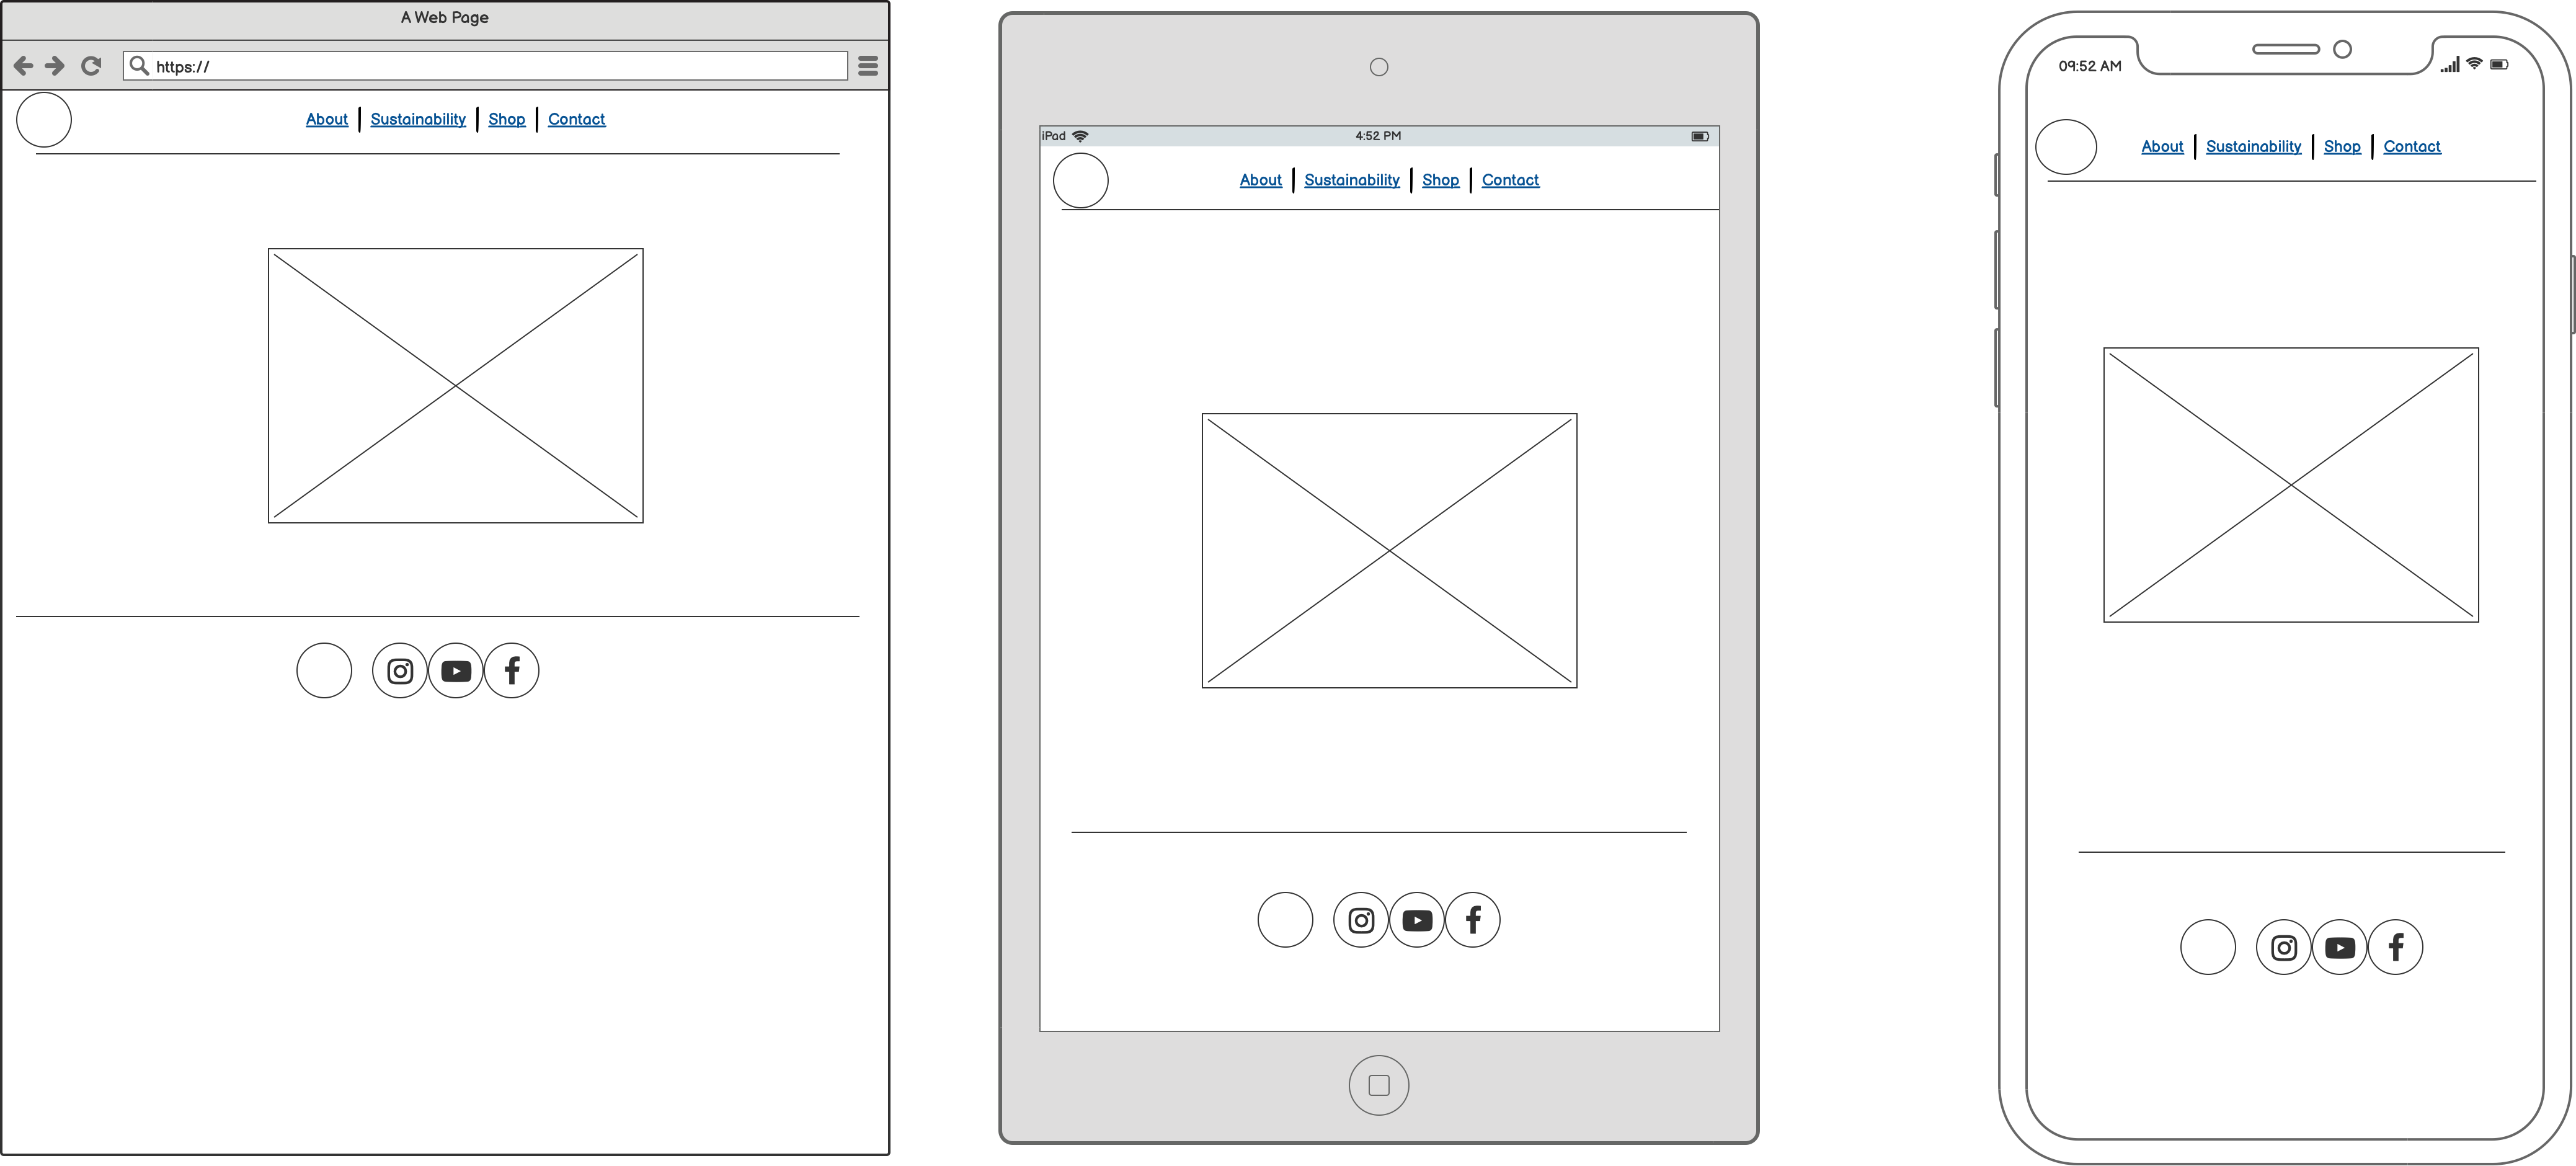 A Web Page
https://
About | Sustainability | Shop | Contact
iPad 4:52 PM
About | Sustainability | Shop | Contact
09:52 AM
About | Sustainability | Shop | Contact